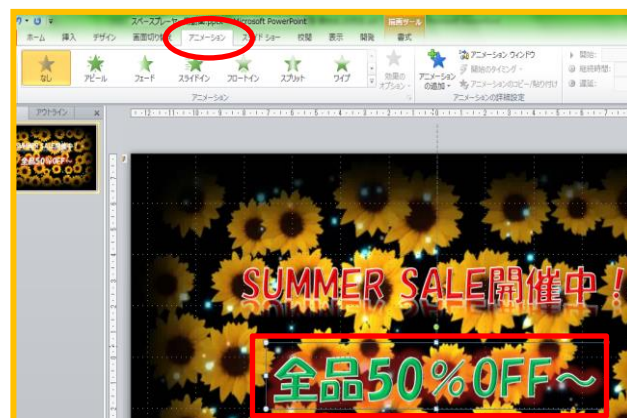 Microsoft PowerPoint
描画ツール
ホーム 挿入 デザイン 画面切り替え アニメーション スライド ショー 校閲 表示 開発 書式
なし アピール フェード スライドイン フロートイン スプリット ワイプ
効果のオプション
アニメーションの追加
アニメーション ウィンドウ
開始のタイミング
アニメーションのコピー/貼り付け
開始:
継続時間:
遅延:
アニメーション アニメーションの詳細設定
アウトライン
SUMMER SALE開催中!
全品50%OFF~